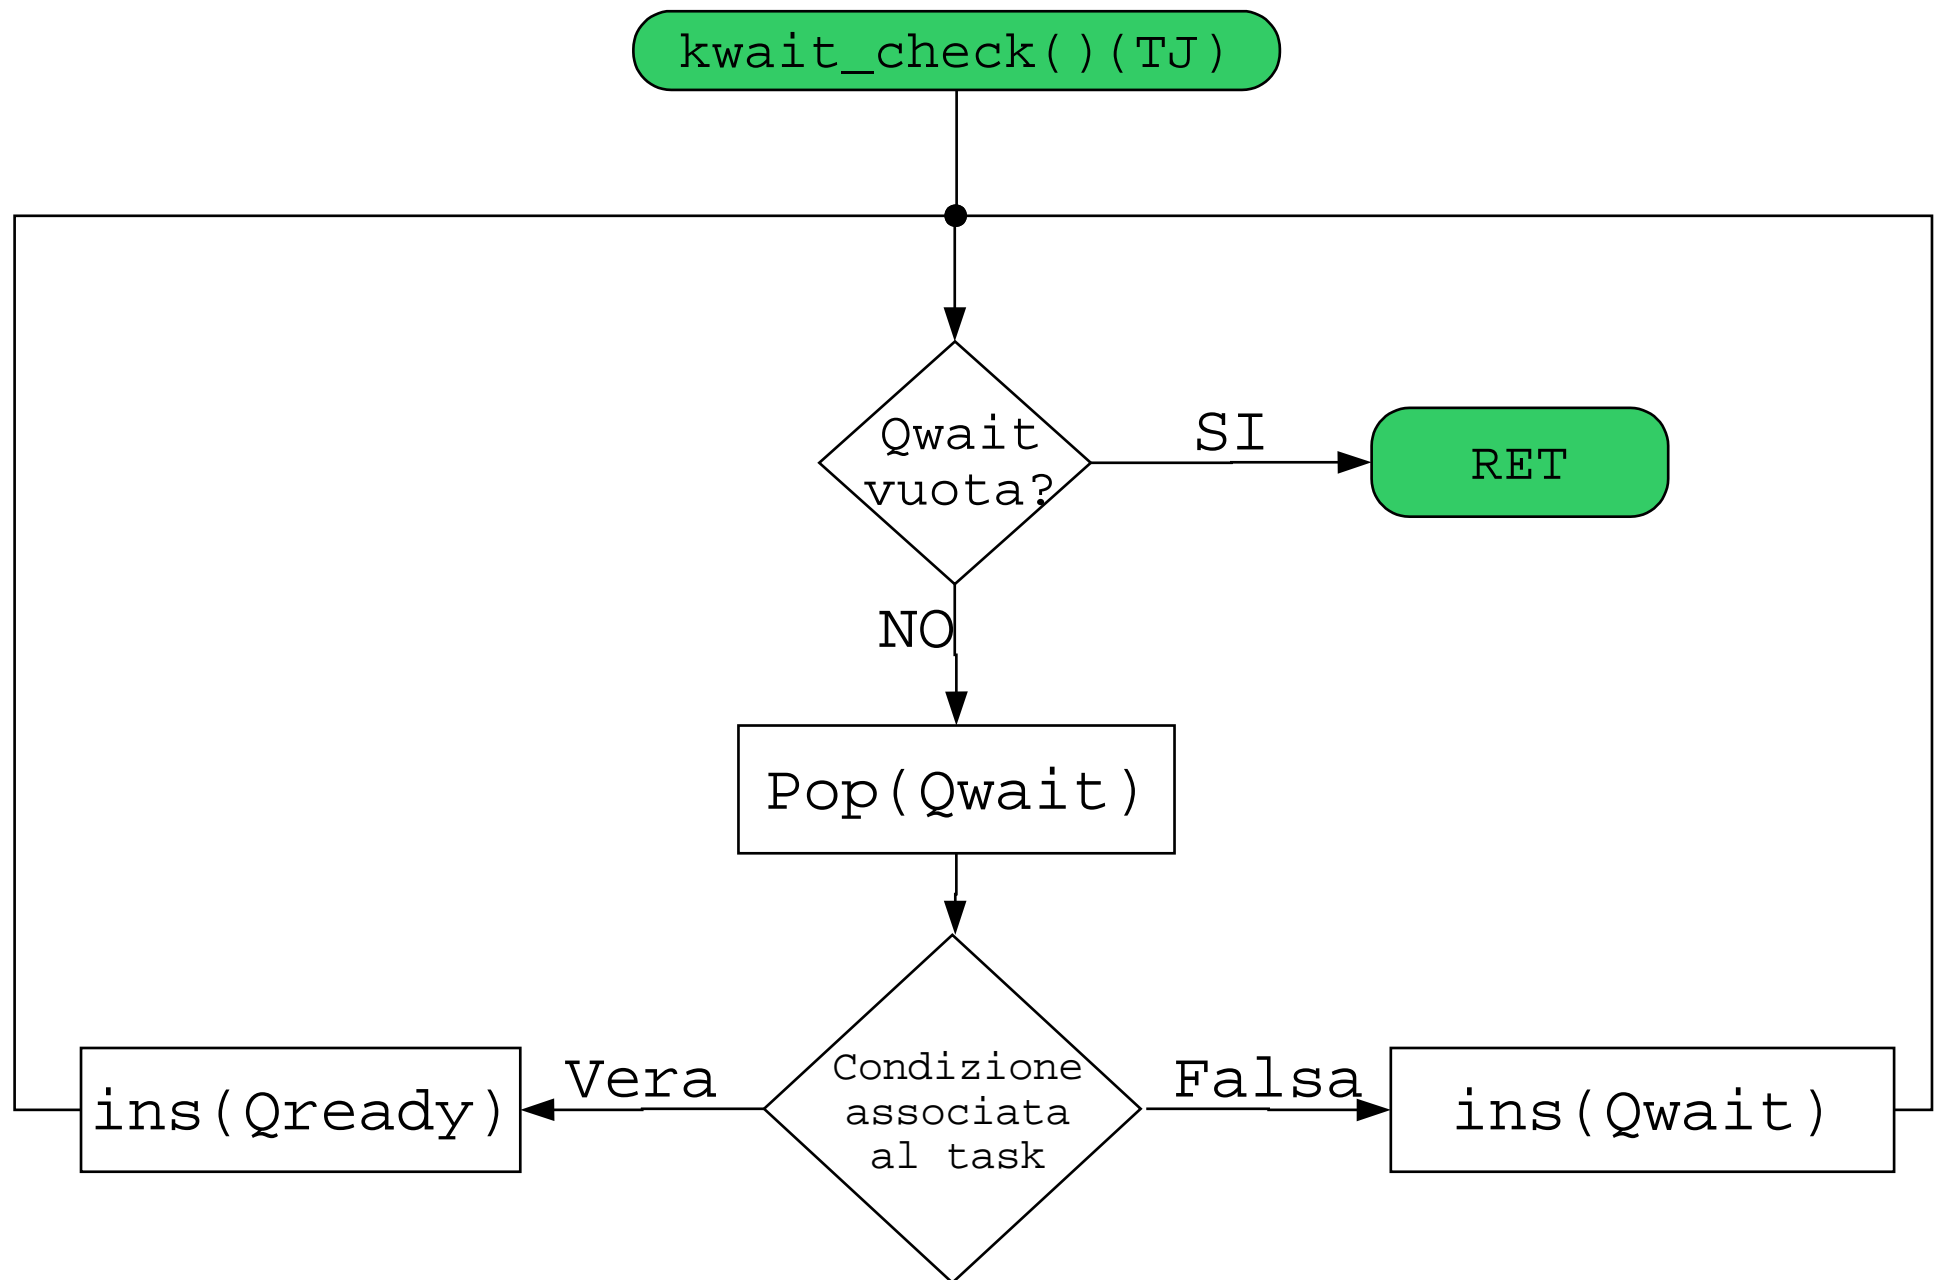 kwait_check()(TJ)
Qwait
vuota?
SI
RET
NO
Pop(Qwait)
Condizione
associata
al task
Vera
Falsa
ins(Qready)
ins(Qwait)